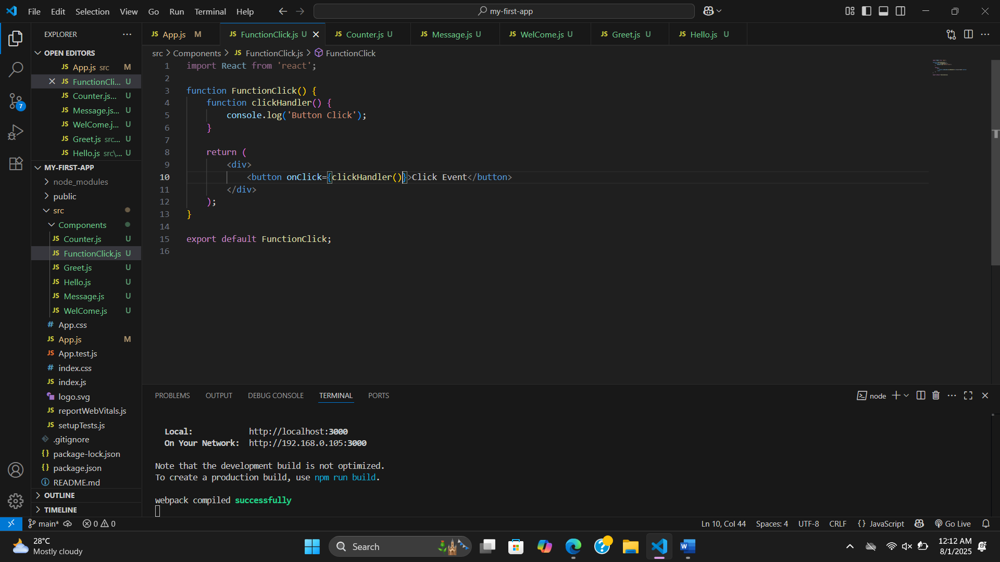 File Edit Selection View Go Run Terminal Help
my-first-app
EXPLORER
OPEN EDITORS
JS App.js src M
JS FunctionCli... U
JS Counter.js... U
JS Message.js... U
JS WelCome.j... U
JS Greet.js src... U
JS Hello.js src\... U
MY-FIRST-APP
node_modules
public
src
Components
JS Counter.js U
JS FunctionClick.js U
JS Greet.js U
JS Hello.js U
JS Message.js U
JS WelCome.js U
# App.css
JS App.js M
JS App.test.js
# index.css
JS index.js
logo.svg
JS reportWebVitals.js
JS setupTests.js
.gitignore
{} package-lock.json
{} package.json
README.md
OUTLINE
TIMELINE
7
JS App.js M JS FunctionClick.js U JS Counter.js U JS Message.js U JS WelCome.js U JS Greet.js U JS Hello.js U
src > Components > JS FunctionClick.js > FunctionClick
1 import React from 'react';
2
3 function FunctionClick() {
4     function clickHandler() {
5         console.log('Button Click');
6     }
7
8     return (
9         <div>
10             <button onClick={clickHandler()}>Click Event</button>
11         </div>
12     );
13 }
14
15 export default FunctionClick;
16
PROBLEMS OUTPUT DEBUG CONSOLE TERMINAL PORTS
node
Local: http://localhost:3000
On Your Network: http://192.168.0.105:3000
Note that the development build is not optimized.
To create a production build, use npm run build.
webpack compiled successfully
main* 0 0
Ln 10, Col 44 Spaces: 4 UTF-8 CRLF {} JavaScript Go Live
28°C
Mostly cloudy
Search
12:12 AM
8/1/2025